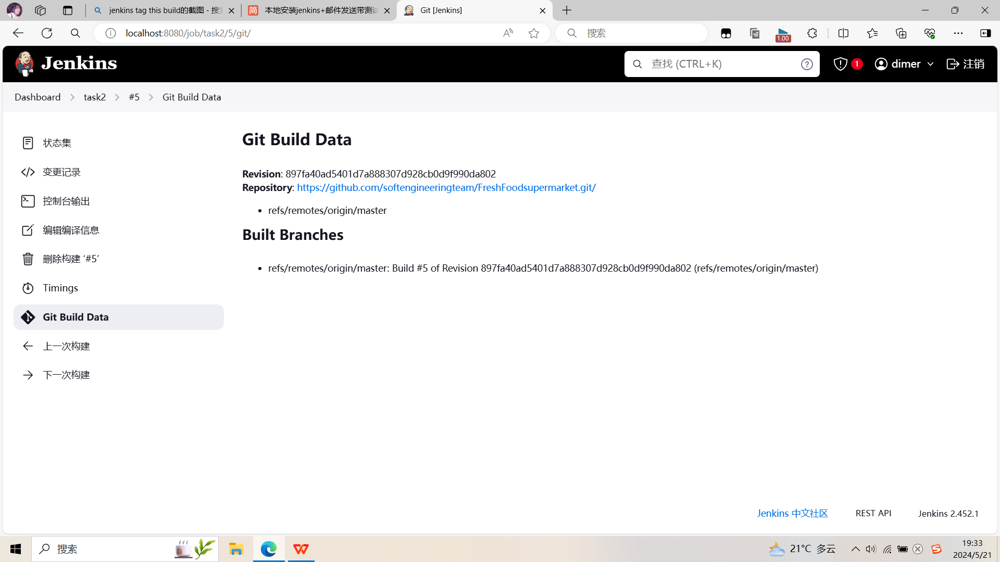 jenkins tag this build的截图 - 搜
本地安装jenkins+邮件发送带测
Git [Jenkins]
localhost:8080/job/task2/5/git/
搜索
1.00
Jenkins
查找 (CTRL+K)
1
dimer
注销
Dashboard
task2
#5
Git Build Data
状态集
变更记录
控制台输出
编辑编译信息
删除构建 ‘#5’
Timings
Git Build Data
上一次构建
下一次构建
Git Build Data
Revision: 897fa40ad5401d7a888307d928cb0d9f990da802
Repository: https://github.com/softengineeringteam/FreshFoodsupermarket.git/
• refs/remotes/origin/master
Built Branches
• refs/remotes/origin/master: Build #5 of Revision 897fa40ad5401d7a888307d928cb0d9f990da802 (refs/remotes/origin/master)
Jenkins 中文社区
REST API
Jenkins 2.452.1
搜索
21°C 多云
19:33
2024/5/21